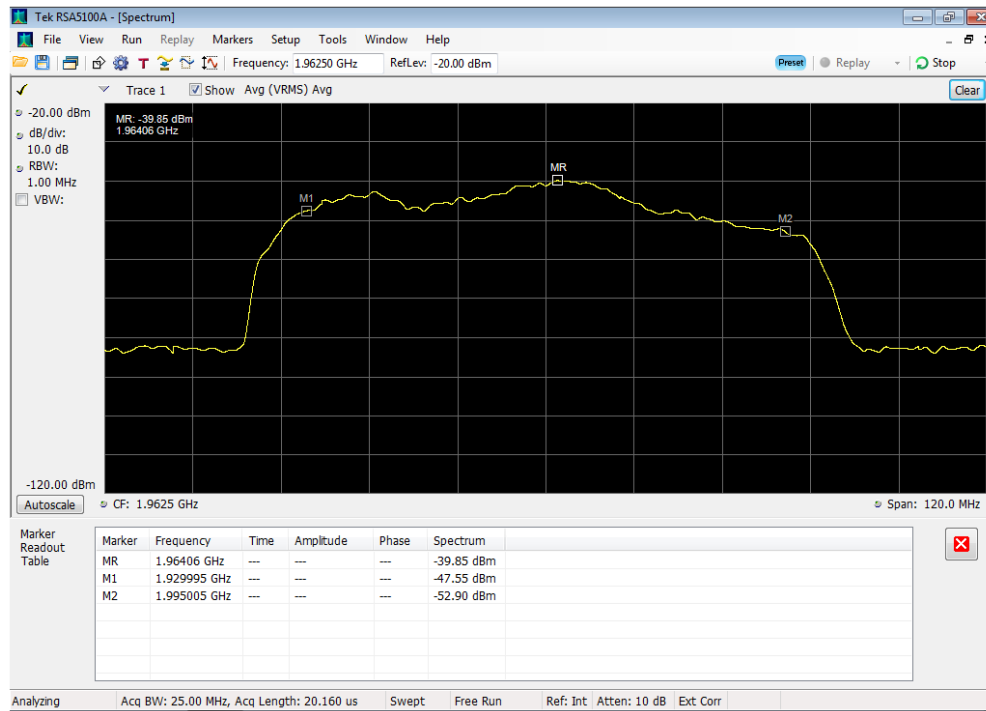 Tek RSA5100A - [Spectrum]
File View Run Replay Markers Setup Tools Window Help
T Frequency: 1.96250 GHz RefLev: -20.00 dBm Preset Replay Stop
Trace 1 Show Avg (VRMS) Avg Clear
-20.00 dBm
dB/div:
10.0 dB
RBW:
1.00 MHz
VBW:
MR: -39.85 dBm
1.96406 GHz
MR
M1
M2
-120.00 dBm
Autoscale CF: 1.9625 GHz Span: 120.0 MHz
Marker
Readout
Table
Marker Frequency Time Amplitude Phase Spectrum
MR 1.96406 GHz --- --- --- -39.85 dBm
M1 1.929995 GHz --- --- --- -47.55 dBm
M2 1.995005 GHz --- --- --- -52.90 dBm
Analyzing Acq BW: 25.00 MHz, Acq Length: 20.160 us Swept Free Run Ref: Int Atten: 10 dB Ext Corr